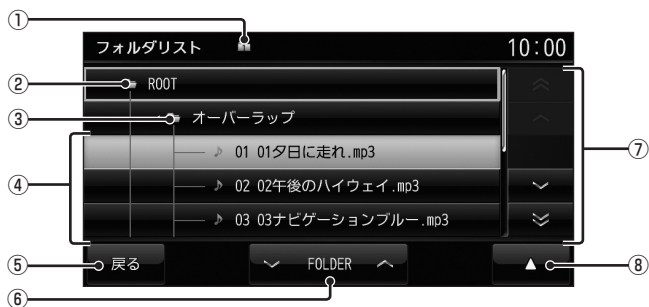 ①
フォルダリスト 10:00
② ROOT
③ オーバーラップ
④ 01 01夕日に走れ.mp3
⑦
02 02午後のハイウェイ.mp3
03 03ナビゲーションブルー.mp3
⑤ 戻る FOLDER ▲ ⑧
⑥